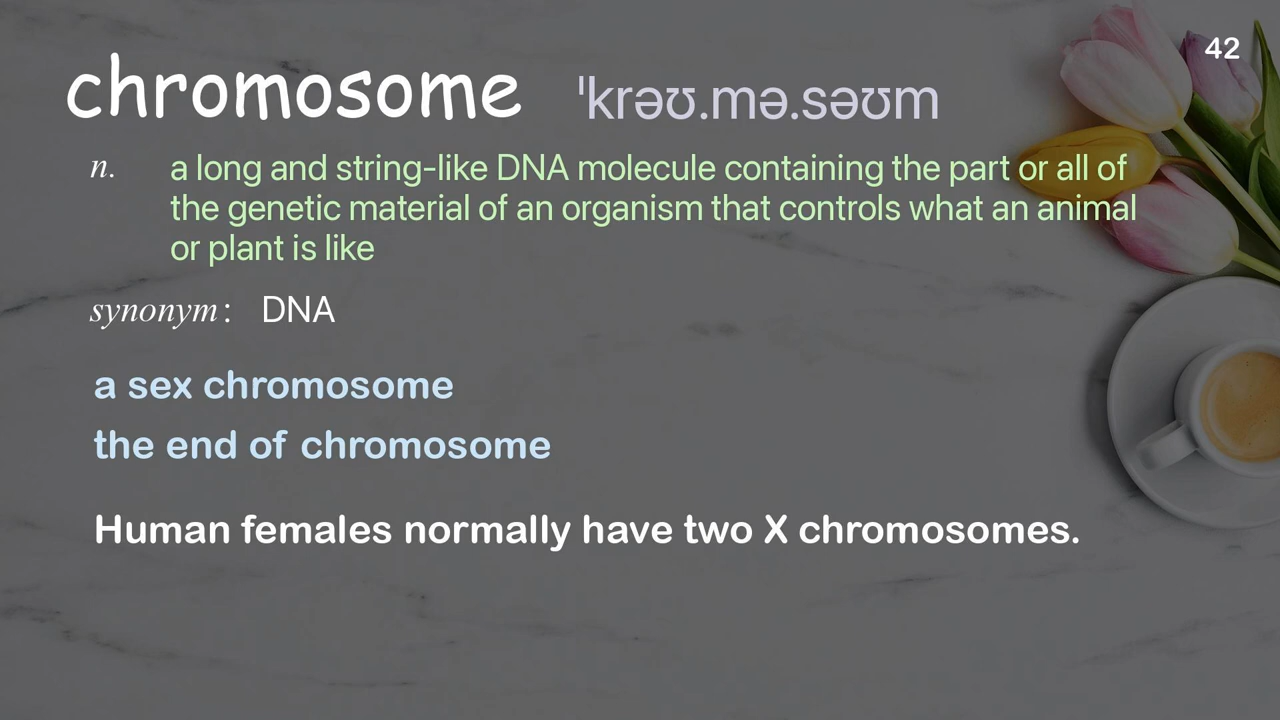 42
chromosome ˈkrəʊ.mə.səʊm
n. a long and string-like DNA molecule containing the part or all of
the genetic material of an organism that controls what an animal
or plant is like
synonym: DNA
a sex chromosome
the end of chromosome
Human females normally have two X chromosomes.